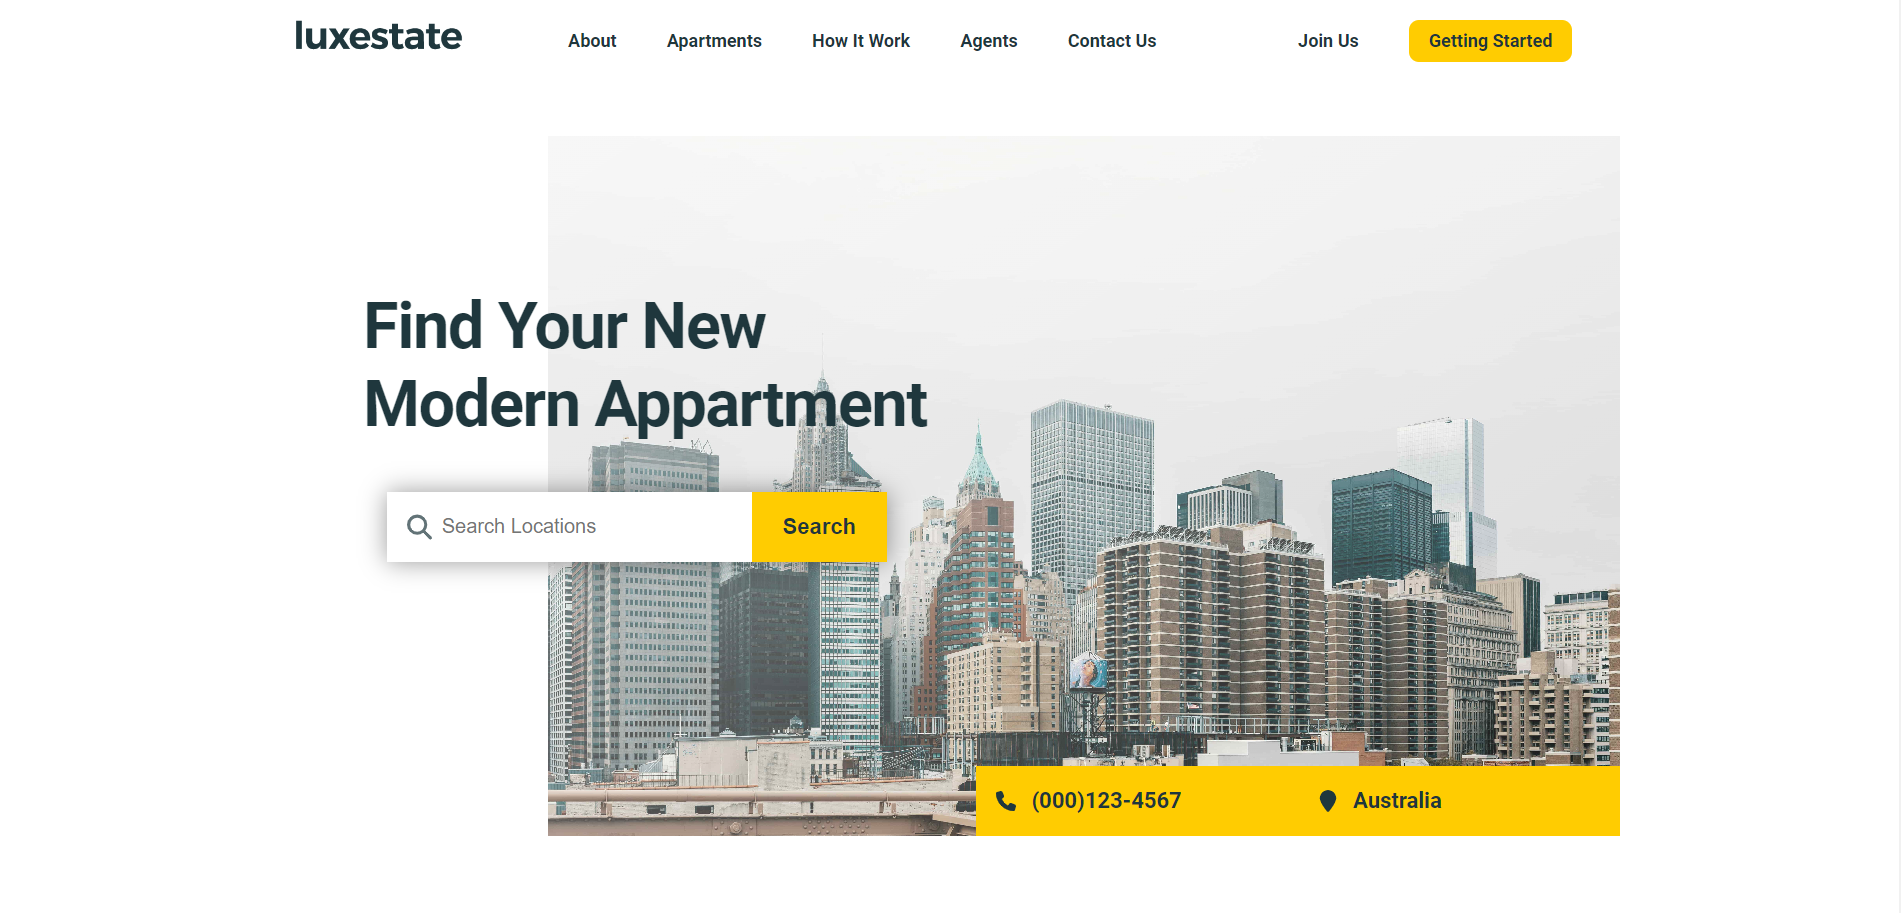 luxestate
About
Apartments
How It Work
Agents
Contact Us
Join Us
Getting Started
Find Your New
Modern Appartment
Search Locations
Search
(000)123-4567
Australia